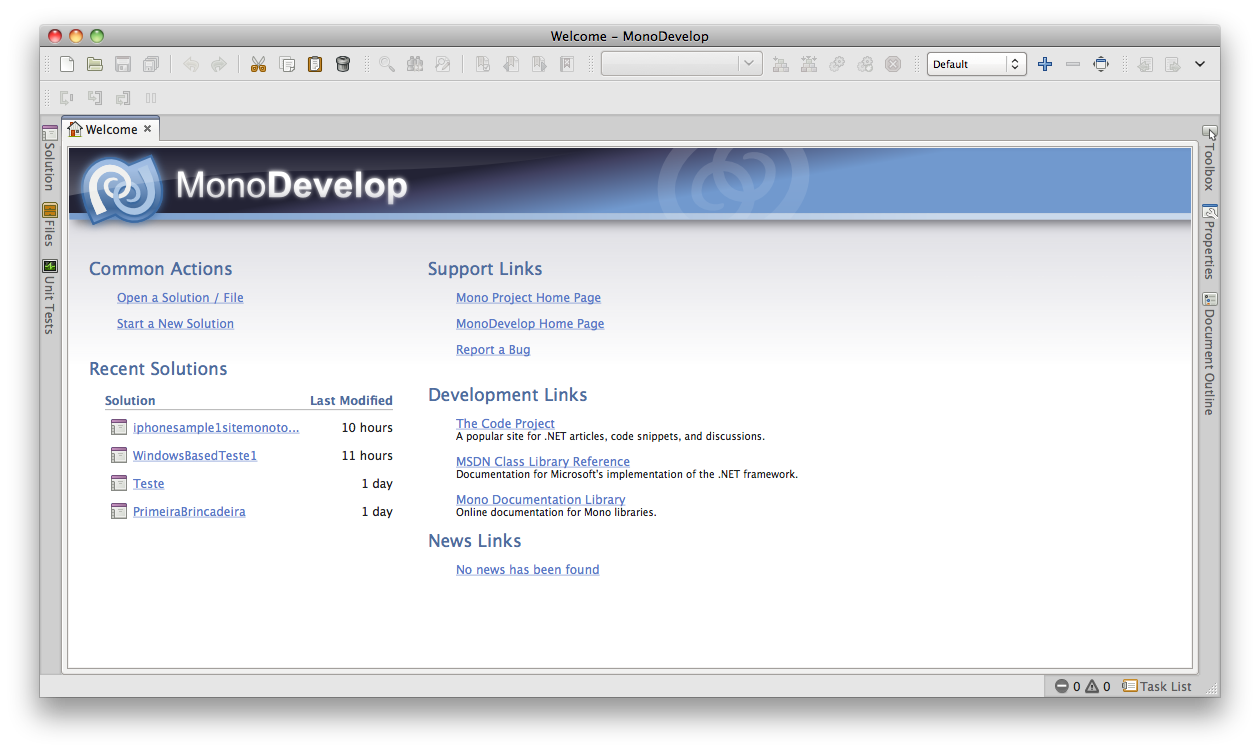 Welcome – MonoDevelop
Default
Welcome
Solution
Files
Unit Tests
Toolbox
Properties
Document Outline
MonoDevelop
Common Actions
Open a Solution / File
Start a New Solution
Recent Solutions
Solution Last Modified
iphonesample1sitemonoto... 10 hours
WindowsBasedTeste1 11 hours
Teste 1 day
PrimeiraBrincadeira 1 day
Support Links
Mono Project Home Page
MonoDevelop Home Page
Report a Bug
Development Links
The Code Project
A popular site for .NET articles, code snippets, and discussions.
MSDN Class Library Reference
Documentation for Microsoft's implementation of the .NET framework.
Mono Documentation Library
Online documentation for Mono libraries.
News Links
No news has been found
0 0 Task List